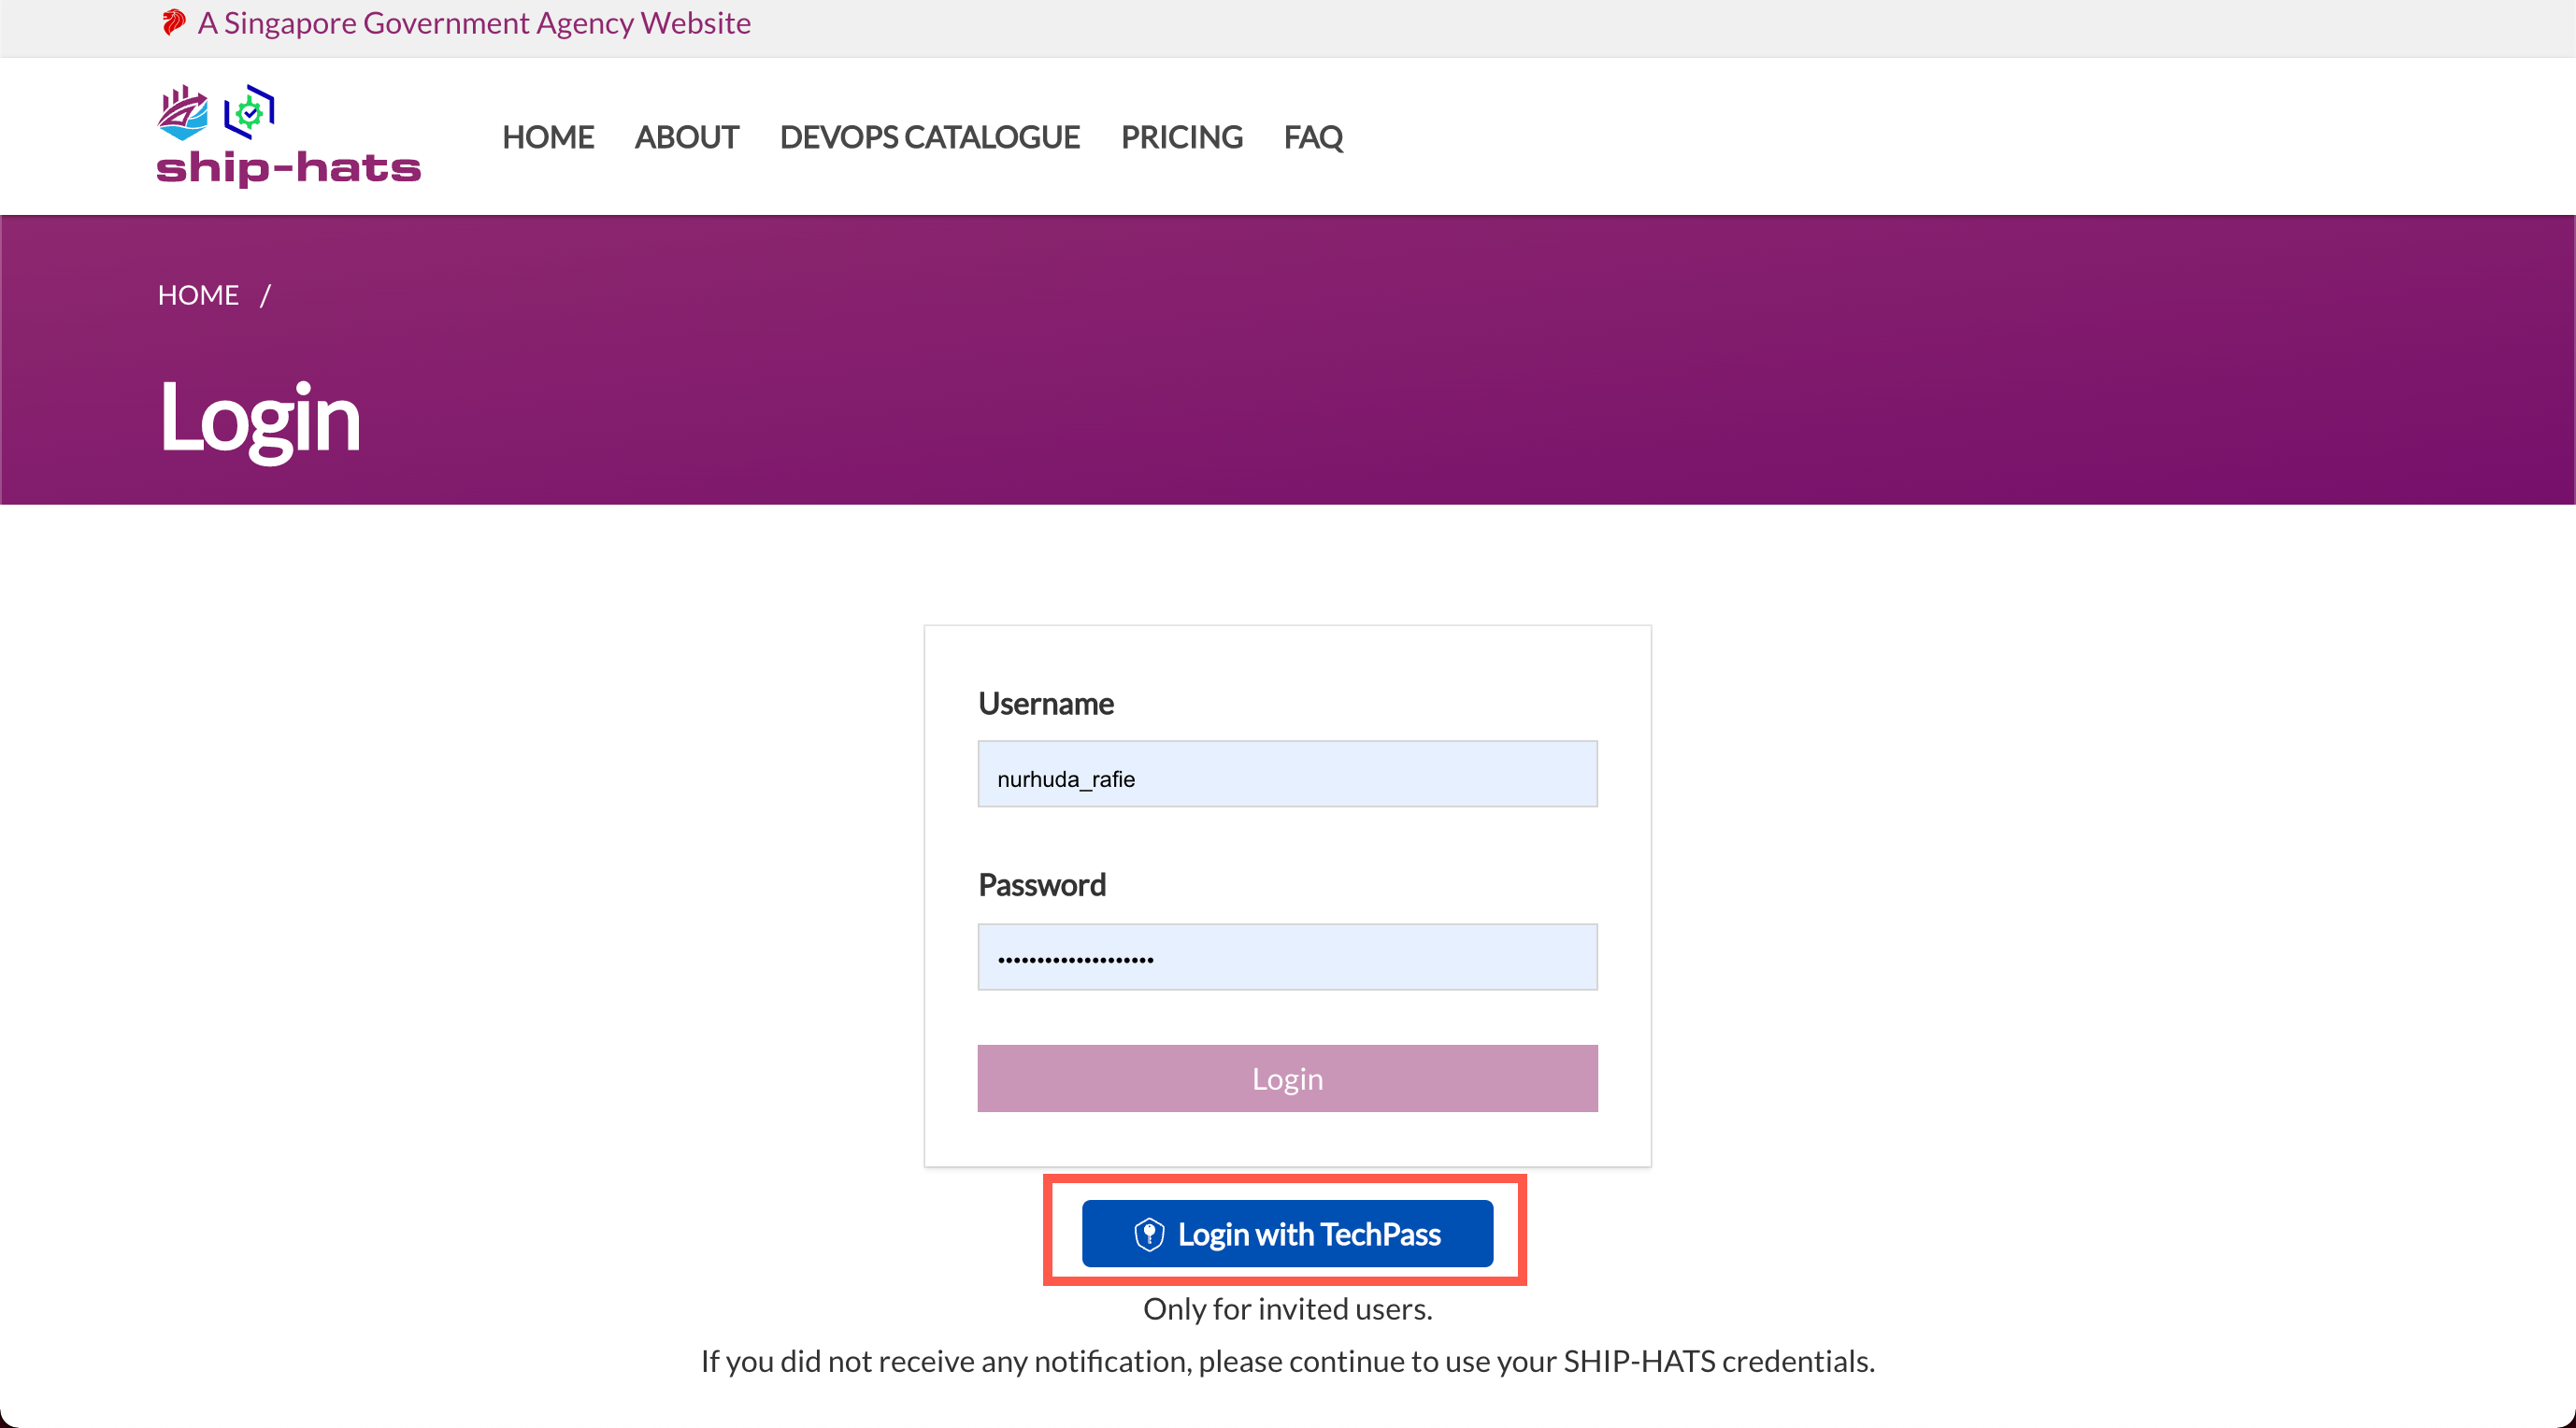 A Singapore Government Agency Website
ship-hats
HOME ABOUT DEVOPS CATALOGUE PRICING FAQ
HOME /
Login
Username
nurhuda_rafie
Password
••••••••••••••••••••
Login
Login with TechPass
Only for invited users.
If you did not receive any notification, please continue to use your SHIP-HATS credentials.